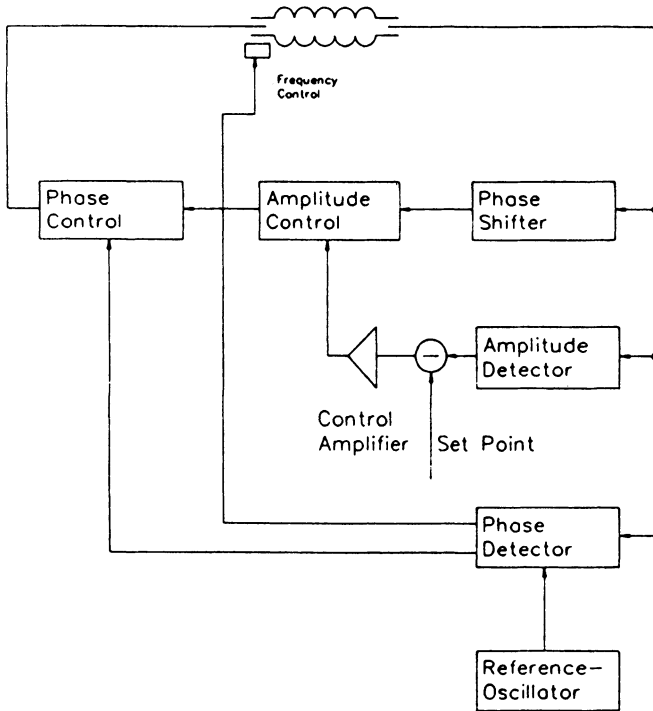 Frequency
Control
Phase
Control
Amplitude
Control
Phase
Shifter
Amplitude
Detector
Control
Amplifier
Set Point
Phase
Detector
Reference-
Oscillator